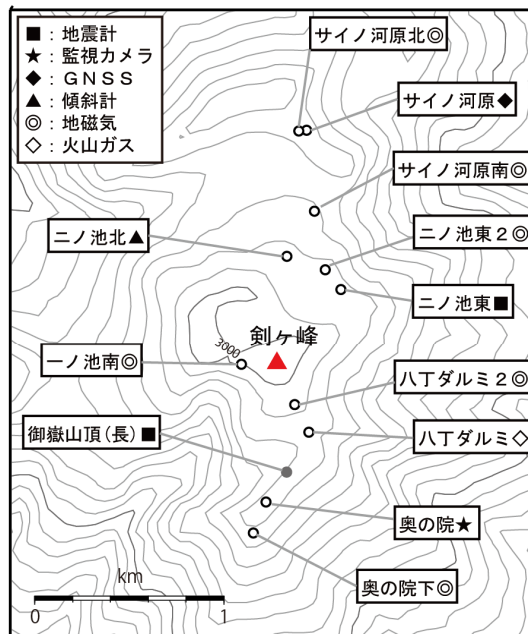 ■：地震計
★：監視カメラ
◆：ＧＮＳＳ
▲：傾斜計
◎：地磁気
◇：火山ガス
サイノ河原北◎
サイノ河原◆
サイノ河原南◎
二ノ池北▲
二ノ池東２◎
二ノ池東■
3000
剣ヶ峰
一ノ池南◎
八丁ダルミ２◎
御嶽山頂(長)■
八丁ダルミ◇
奥の院★
奥の院下◎
km
0 1